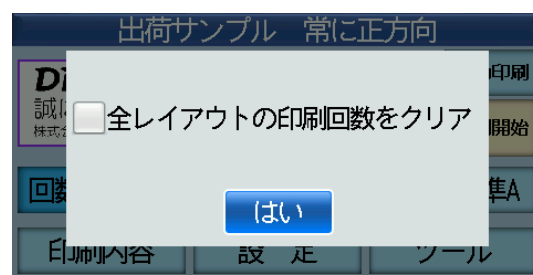 出荷サンプル 常に正方向
印刷
誠に
株式会
全レイアウトの印刷回数をクリア
開始
回数
準A
はい
印刷内容
設 定
ツール